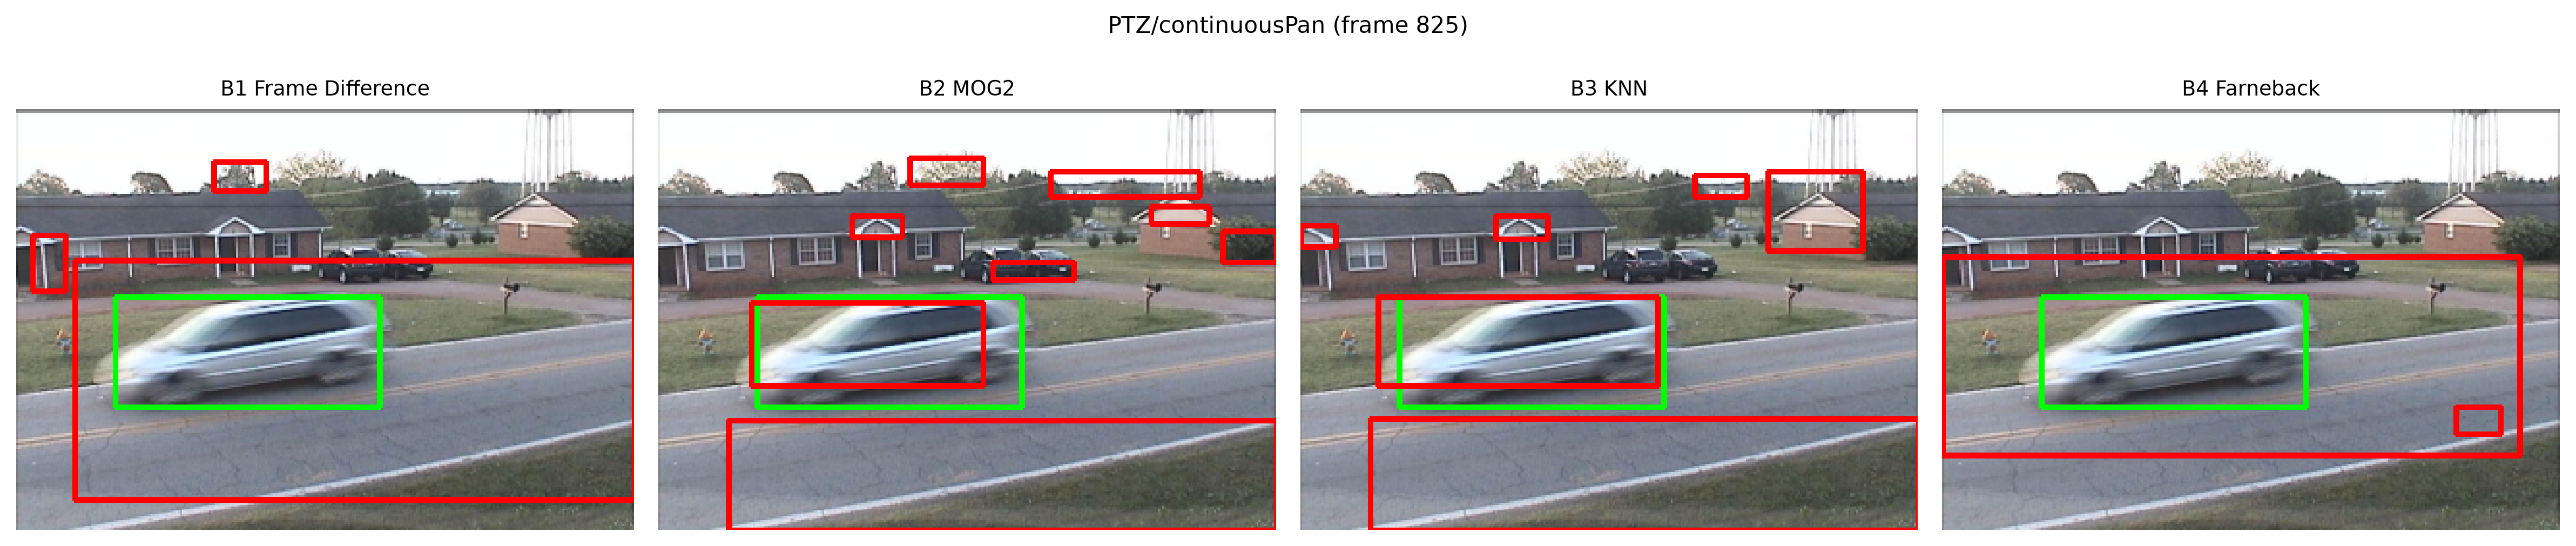 PTZ/continuousPan (frame 825)
B1 Frame Difference
B2 MOG2
B3 KNN
B4 Farneback